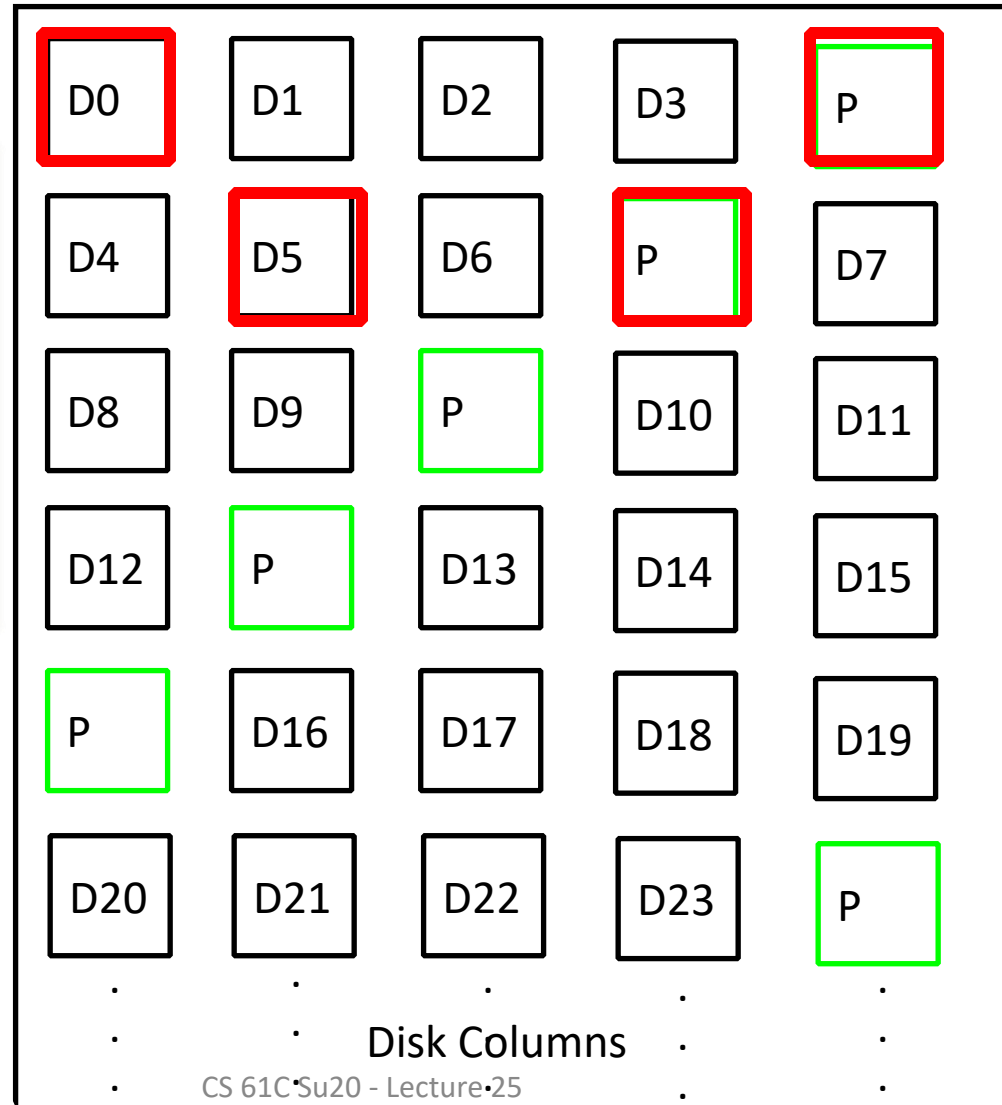 D0 D1 D2 D3 P
D4 D5 D6 P D7
D8 D9 P D10 D11
D12 P D13 D14 D15
P D16 D17 D18 D19
D20 D21 D22 D23 P
Disk Columns
CS 61C Su20 - Lecture 25